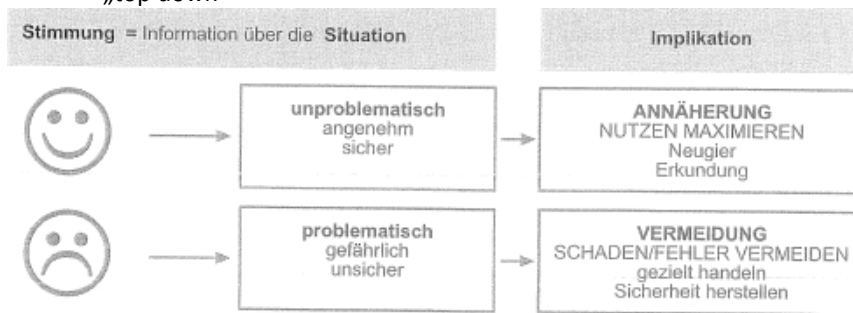 „top down
Stimmung = Information über die Situation
Implikation
unproblematisch
angenehm
sicher
ANNÄHERUNG
NUTZEN MAXIMIEREN
Neugier
Erkundung
problematisch
gefährlich
unsicher
VERMEIDUNG
SCHADEN/FEHLER VERMEIDEN
gezielt handeln
Sicherheit herstellen